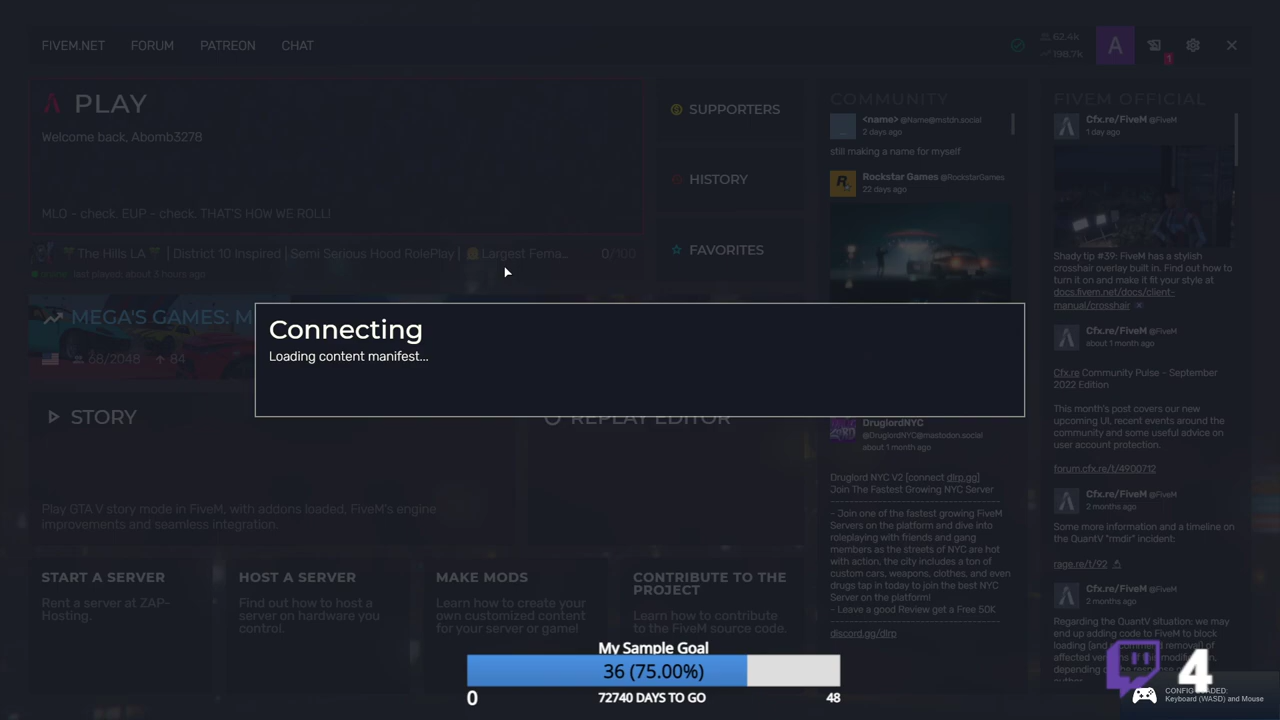 FIVEM.NET FORUM PATREON CHAT
62.4k
196.7k
A
1
PLAY
Welcome back, Abomb3278
MLO - check. EUP - check. THAT'S HOW WE ROLL!
The Hills LA | District 10 Inspired | Semi Serious Hood RolePlay | Largest Fema... 0/100
online last played: about 3 hours ago
SUPPORTERS
HISTORY
FAVORITES
MEGA'S GAMES: M
68/2048 84
Connecting
Loading content manifest...
STORY
Play GTA V story mode in FiveM, with addons loaded, FiveM's engine
improvements and seamless integration.
REPLAY EDITOR
START A SERVER
Rent a server at ZAP-
Hosting.
HOST A SERVER
Find out how to host a
server on hardware you
control.
MAKE MODS
Learn how to create your
own customized content
for your server or game!
CONTRIBUTE TO THE
PROJECT
Learn how to contribute
to the FiveM source code.
COMMUNITY
<name> @Name@mstdn.social
2 days ago
still making a name for myself
Rockstar Games @RockstarGames
22 days ago
DruglordNYC
@DruglordNYC@mastodon.social
about 1 month ago
Druglord NYC V2 [connect dlrp.gg]
Join The Fastest Growing NYC Server
- Join one of the fastest growing FiveM
Servers on the platform and dive into
roleplaying with friends and gang
members as the streets of NYC are hot
with action, the city includes a ton of
custom cars, weapons, clothes, and even
drugs tap in today to join the best NYC
Server on the platform!
- Leave a good Review get a Free 50K
discord.gg/dlrp
FIVEM OFFICIAL
Cfx.re/FiveM @FiveM
1 day ago
Shady tip #39: FiveM has a stylish
crosshair overlay built in. Find out how to
turn it on and make it fit your style at
docs.fivem.net/docs/client-
manual/crosshair
Cfx.re/FiveM @FiveM
about 1 month ago
Cfx.re Community Pulse - September
2022 Edition
This month's post covers our new
upcoming UI, recent events around the
community and some useful advice on
user account protection.
forum.cfx.re/t/4900712
Cfx.re/FiveM @FiveM
2 months ago
Some more information and a timeline on
the QuantV "rmdir" incident:
rage.re/t/92
Cfx.re/FiveM @FiveM
2 months ago
Regarding the QuantV situation: we may
end up adding code to FiveM to block
loading (and
affected
depending
My Sample Goal
36 (75.00%)
0 72740 DAYS TO GO 48
4
Keyboard (WASD) and Mouse